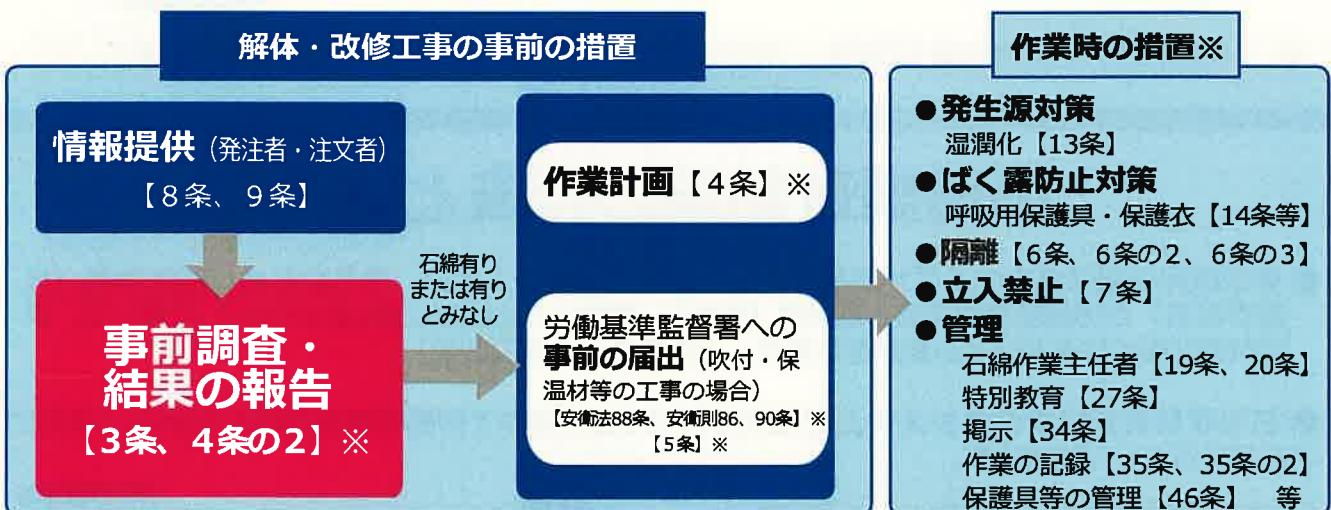 解体・改修工事の事前の措置
情報提供（発注者・注文者）
【８条、９条】
事前調査・
結果の報告
【３条、４条の２】※
石綿有り
または有り
とみなし
作業計画【４条】※
労働基準監督署への
事前の届出（吹付・保
温材等の工事の場合）
【安衛法88条、安衛則86、90条】※
【５条】※
作業時の措置※
●発生源対策
湿潤化【13条】
●ばく露防止対策
呼吸用保護具・保護衣【14条等】
●隔離【６条、６条の２、６条の３】
●立入禁止【７条】
●管理
石綿作業主任者【19条、20条】
特別教育【27条】
掲示【34条】
作業の記録【35条、35条の２】
保護具等の管理【46条】　等